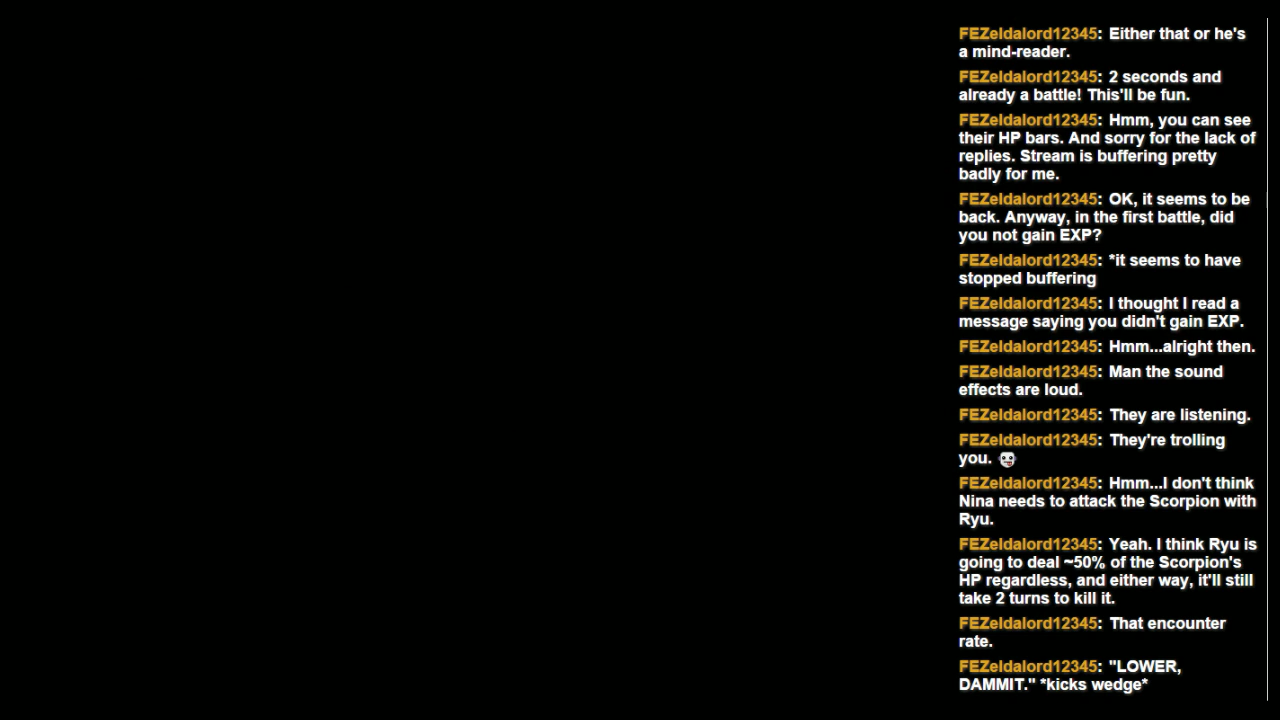 FEZeldalord12345: Either that or he's
a mind-reader.
FEZeldalord12345: 2 seconds and
already a battle! This'll be fun.
FEZeldalord12345: Hmm, you can see
their HP bars. And sorry for the lack of
replies. Stream is buffering pretty
badly for me.
FEZeldalord12345: OK, it seems to be
back. Anyway, in the first battle, did
you not gain EXP?
FEZeldalord12345: *it seems to have
stopped buffering
FEZeldalord12345: I thought I read a
message saying you didn't gain EXP.
FEZeldalord12345: Hmm...alright then.
FEZeldalord12345: Man the sound
effects are loud.
FEZeldalord12345: They are listening.
FEZeldalord12345: They're trolling
you.
FEZeldalord12345: Hmm...I don't think
Nina needs to attack the Scorpion with
Ryu.
FEZeldalord12345: Yeah. I think Ryu is
going to deal ~50% of the Scorpion's
HP regardless, and either way, it'll still
take 2 turns to kill it.
FEZeldalord12345: That encounter
rate.
FEZeldalord12345: "LOWER,
DAMMIT." *kicks wedge*